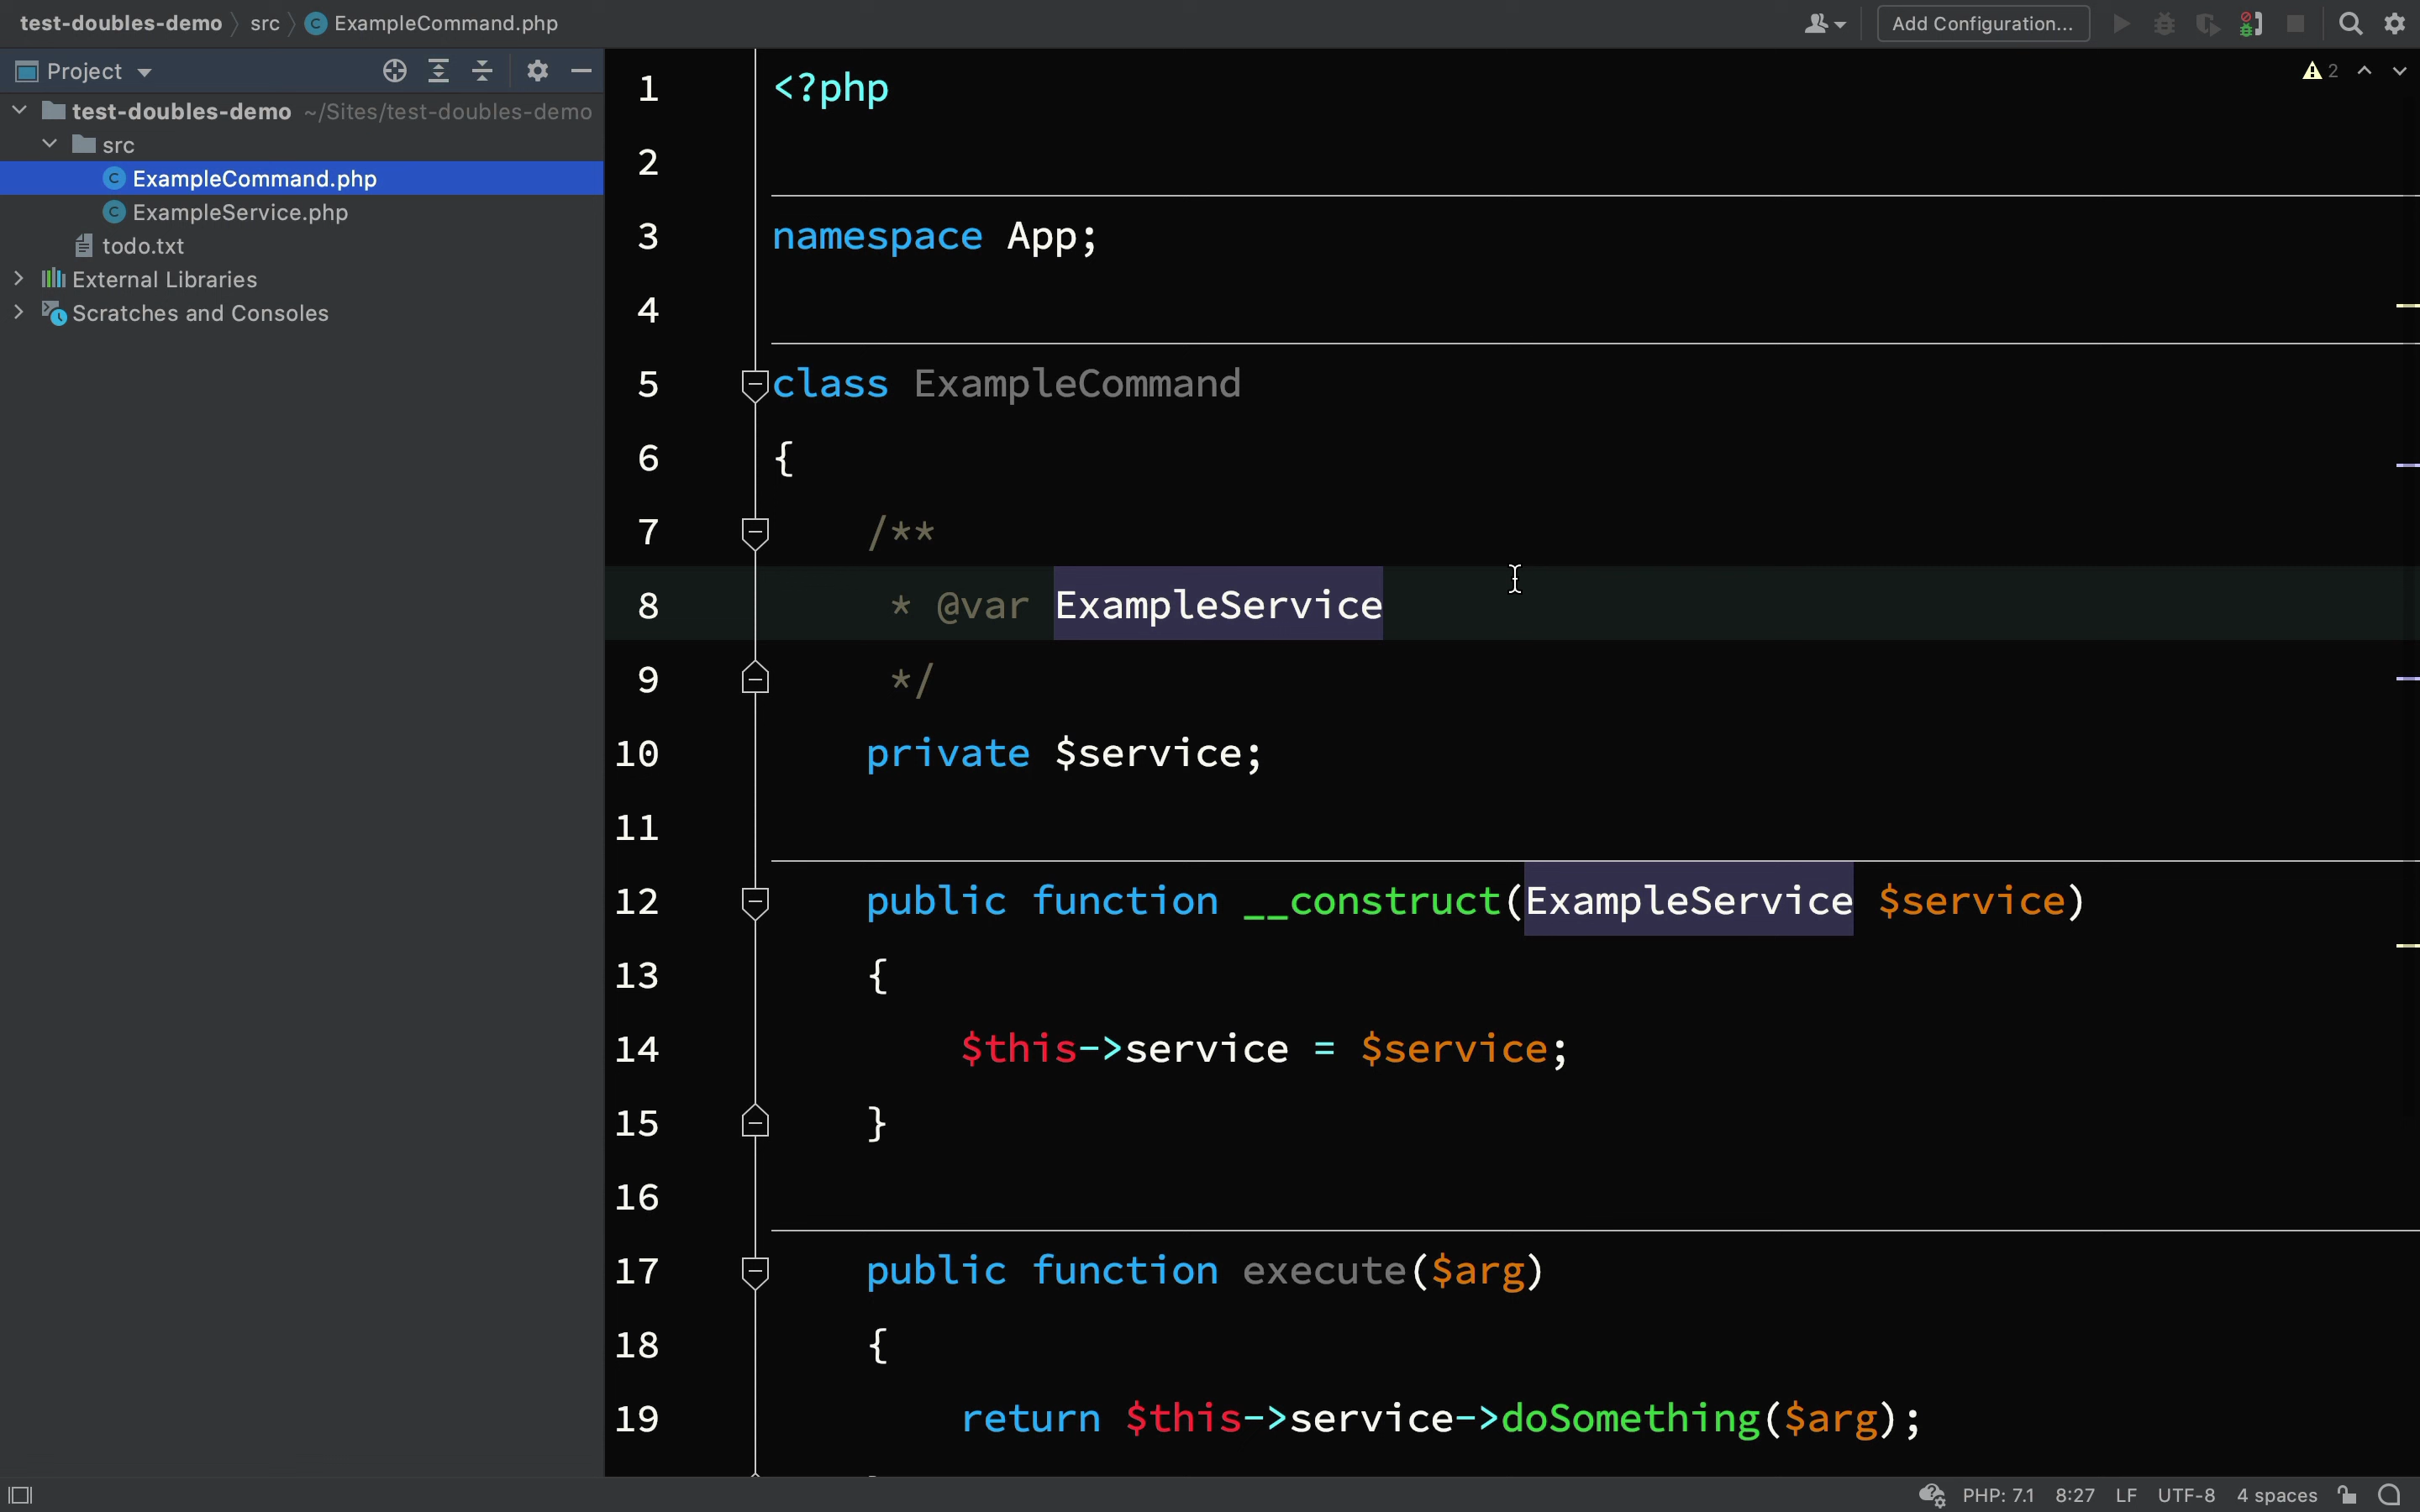 test-doubles-demo src ExampleCommand.php Add Configuration...
Project
test-doubles-demo ~/Sites/test-doubles-demo
src
ExampleCommand.php
ExampleService.php
todo.txt
External Libraries
Scratches and Consoles
2
1 <?php
2
3 namespace App;
4
5 class ExampleCommand
6 {
7 /**
8 * @var ExampleService
9 */
10 private $service;
11
12 public function __construct(ExampleService $service)
13 {
14 $this->service = $service;
15 }
16
17 public function execute($arg)
18 {
19 return $this->service->doSomething($arg);
PHP: 7.1 8:27 LF UTF-8 4 spaces